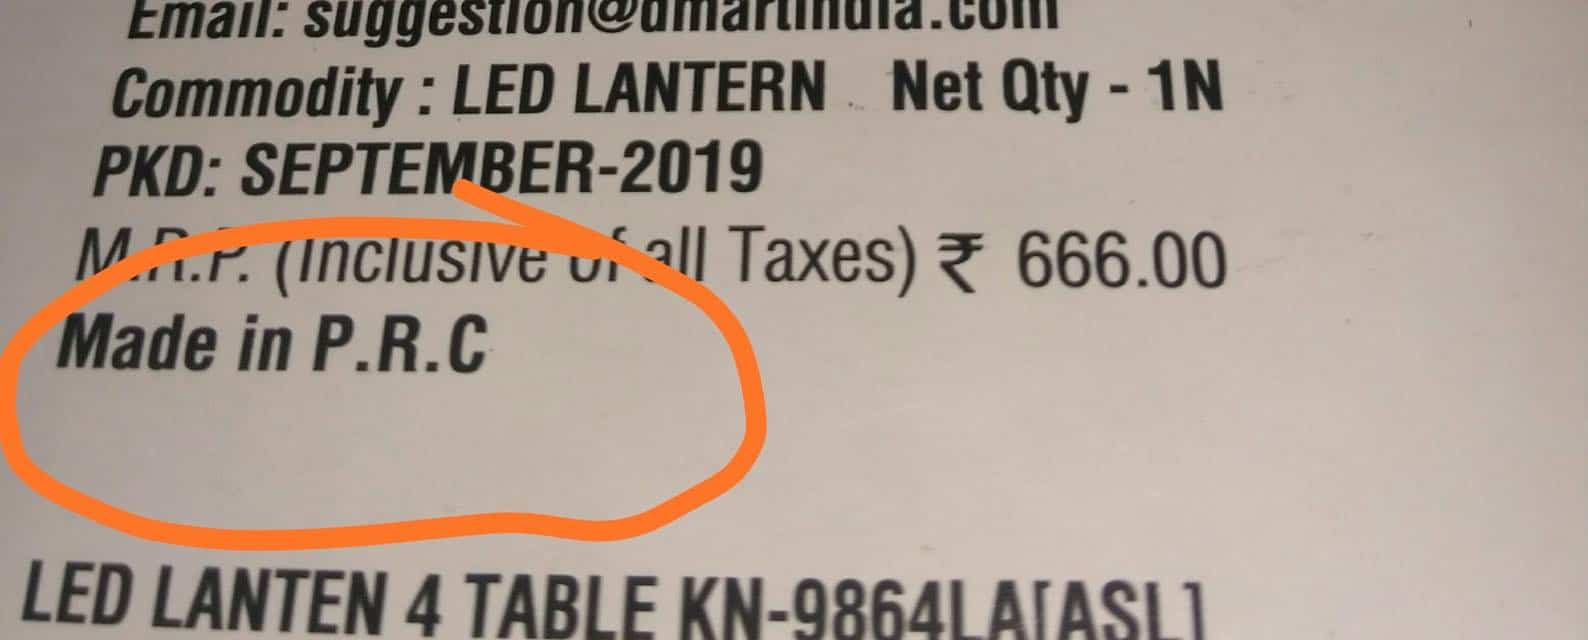 Email: suggestion@dmartindia.com
Commodity : LED LANTERN Net Qty - 1N
PKD: SEPTEMBER-2019
M.R.P. (Inclusive of all Taxes) ₹ 666.00
Made in P.R.C
LED LANTEN 4 TABLE KN-9864LA[ASL]